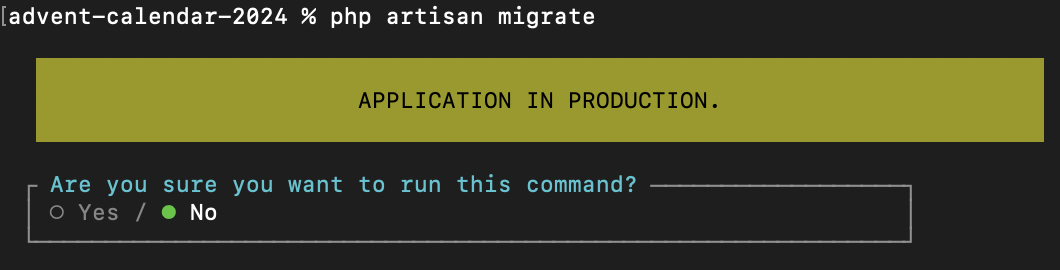 [advent-calendar-2024 % php artisan migrate
APPLICATION IN PRODUCTION.
Are you sure you want to run this command?
○ Yes / ● No